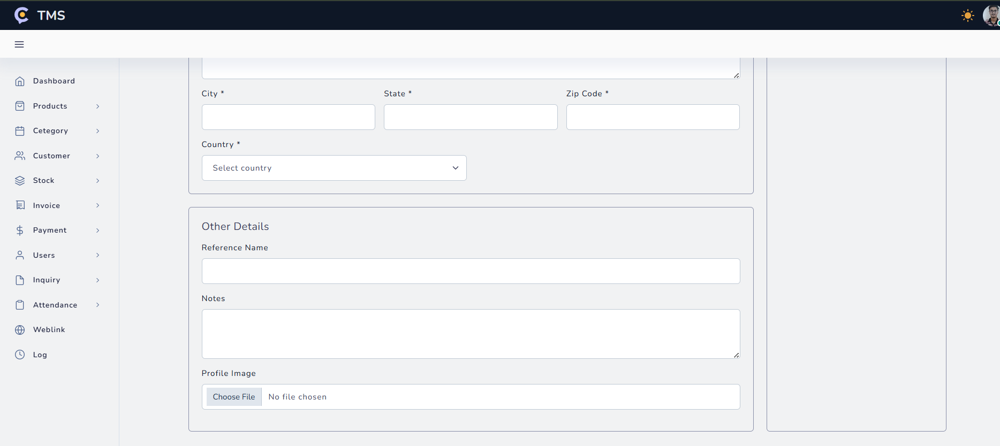 TMS
Dashboard
Products
Cetegory
Customer
Stock
Invoice
Payment
Users
Inquiry
Attendance
Weblink
Log
City *
State *
Zip Code *
Country *
Select country
Other Details
Reference Name
Notes
Profile Image
Choose File No file chosen